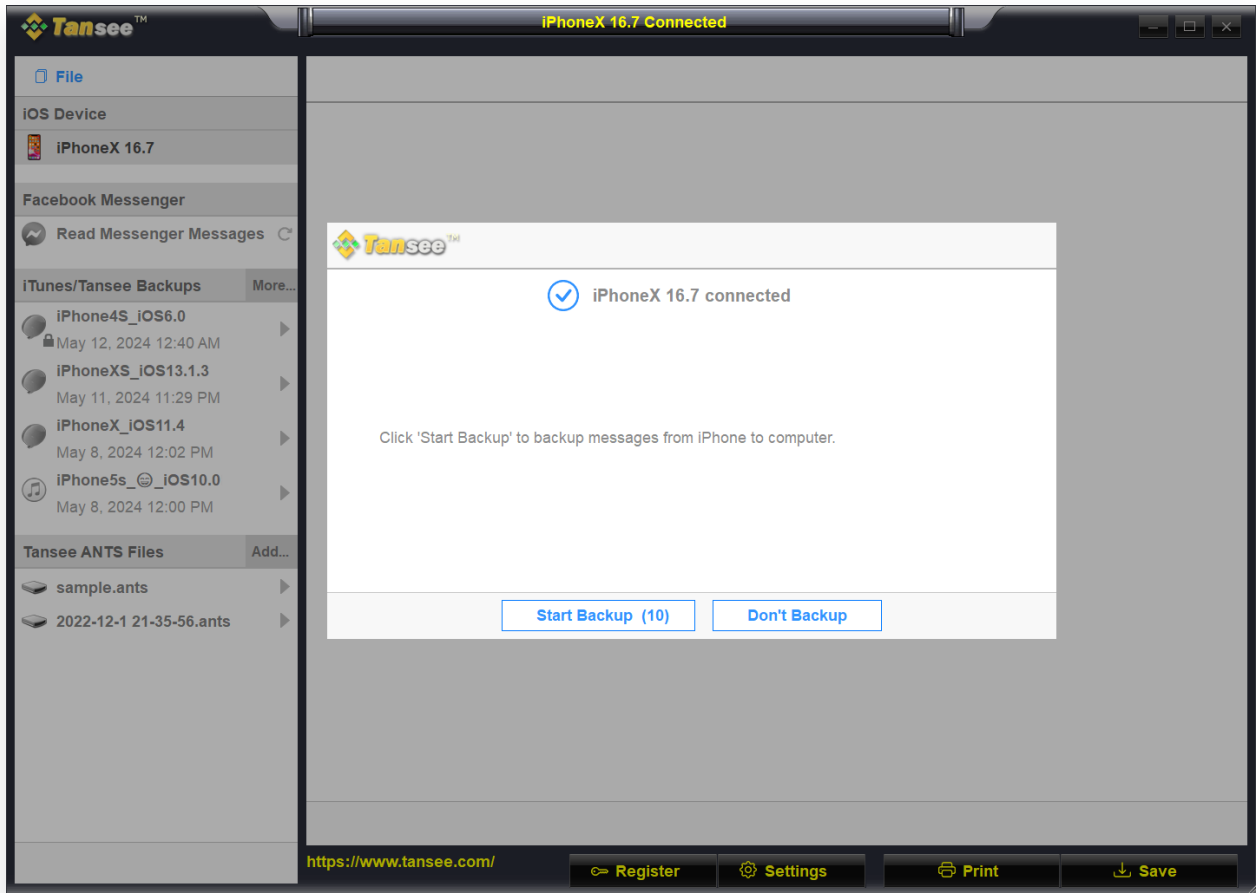 Tansee™
iPhoneX 16.7 Connected
File
iOS Device
iPhoneX 16.7
Facebook Messenger
Read Messenger Messages
iTunes/Tansee Backups More...
iPhone4S_iOS6.0
May 12, 2024 12:40 AM
iPhoneXS_iOS13.1.3
May 11, 2024 11:29 PM
iPhoneX_iOS11.4
May 8, 2024 12:02 PM
iPhone5s_😁_iOS10.0
May 8, 2024 12:00 PM
Tansee ANTS Files Add...
sample.ants
2022-12-1 21-35-56.ants
Tansee™
iPhoneX 16.7 connected
Click 'Start Backup' to backup messages from iPhone to computer.
Start Backup (10) Don't Backup
https://www.tansee.com/ Register Settings Print Save